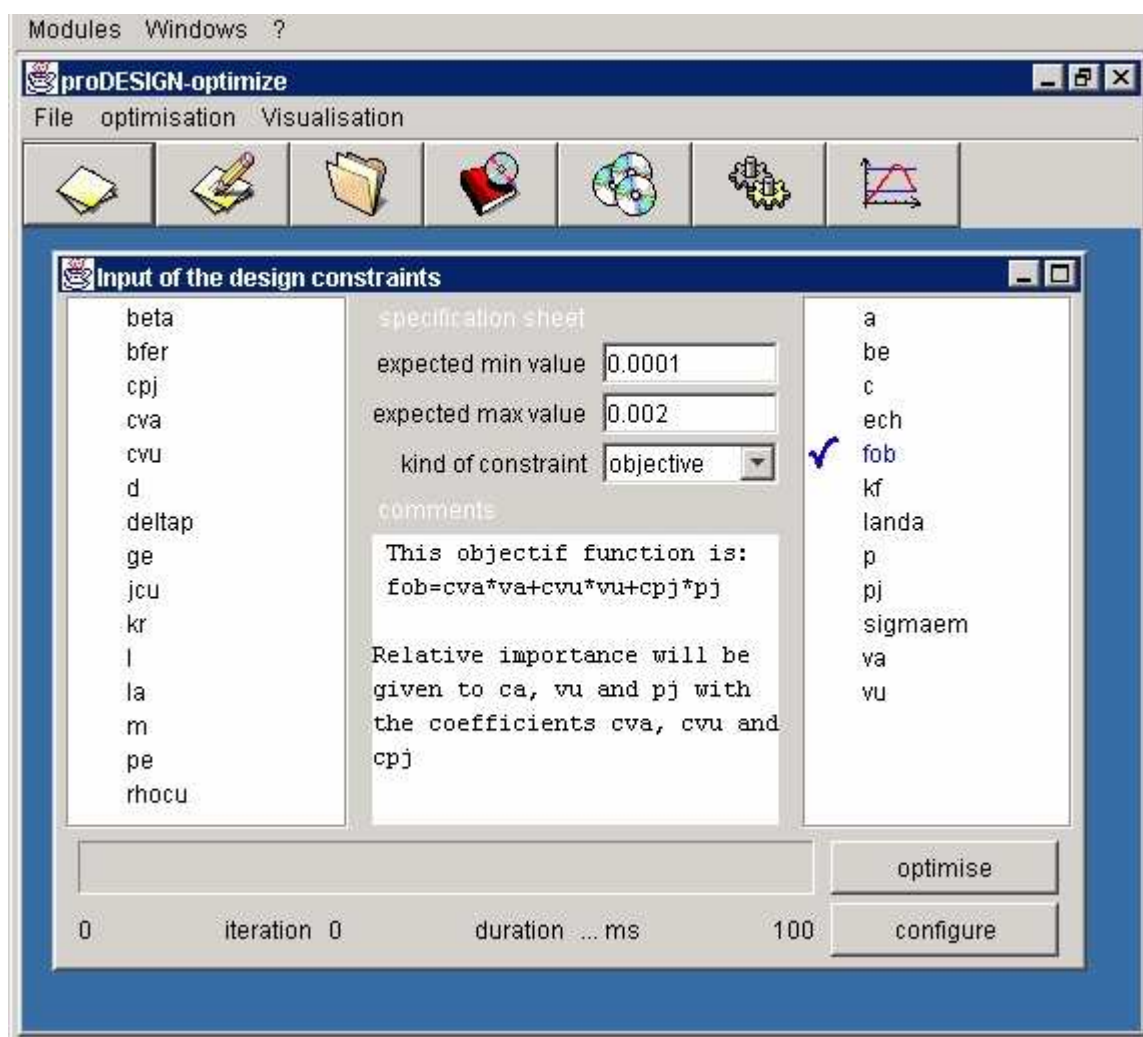 Modules Windows ?
proDESIGN-optimize
File optimisation Visualisation
Input of the design constraints
beta
bfer
cpj
cva
cvu
d
deltap
ge
jcu
kr
l
la
m
pe
rhocu
specification sheet
expected min value 0.0001
expected max value 0.002
kind of constraint objective
comments
This objectif function is:
fob=cva*va+cvu*vu+cpj*pj
Relative importance will be
given to ca, vu and pj with
the coefficients cva, cvu and
cpj
a
be
c
ech
fob
kf
landa
p
pj
sigmaem
va
vu
optimise
0 iteration 0 duration ... ms 100
configure